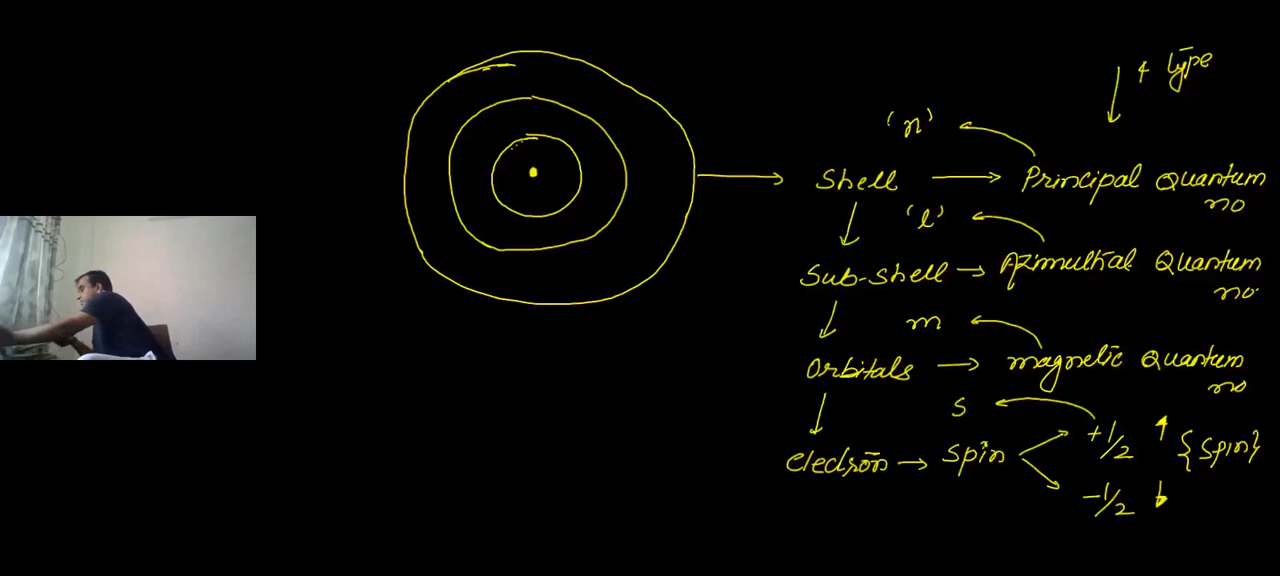 4 type
'n'
Shell → Principal Quantum no
'l'
Sub-shell → Azimuthal Quantum no.
m
Orbitals → magnetic Quantum no
s
electron → spin +1/2 ↑ {spin}
-1/2 ↓